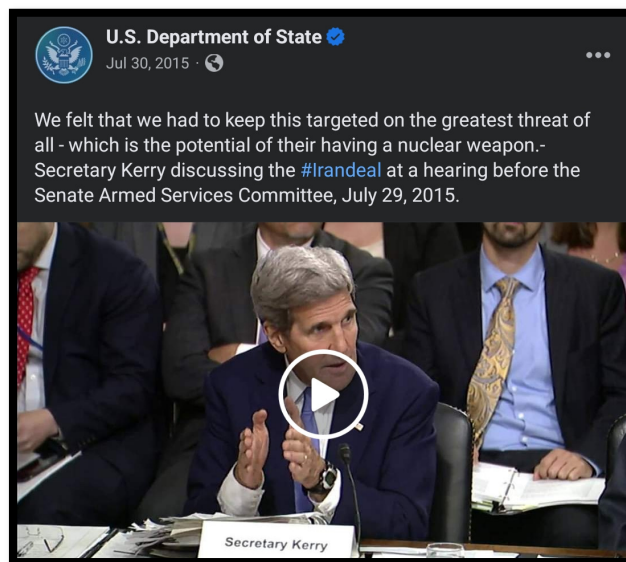 U.S. Department of State
Jul 30, 2015 ·
We felt that we had to keep this targeted on the greatest threat of
all - which is the potential of their having a nuclear weapon.-
Secretary Kerry discussing the #Irandeal at a hearing before the
Senate Armed Services Committee, July 29, 2015.
Secretary Kerry